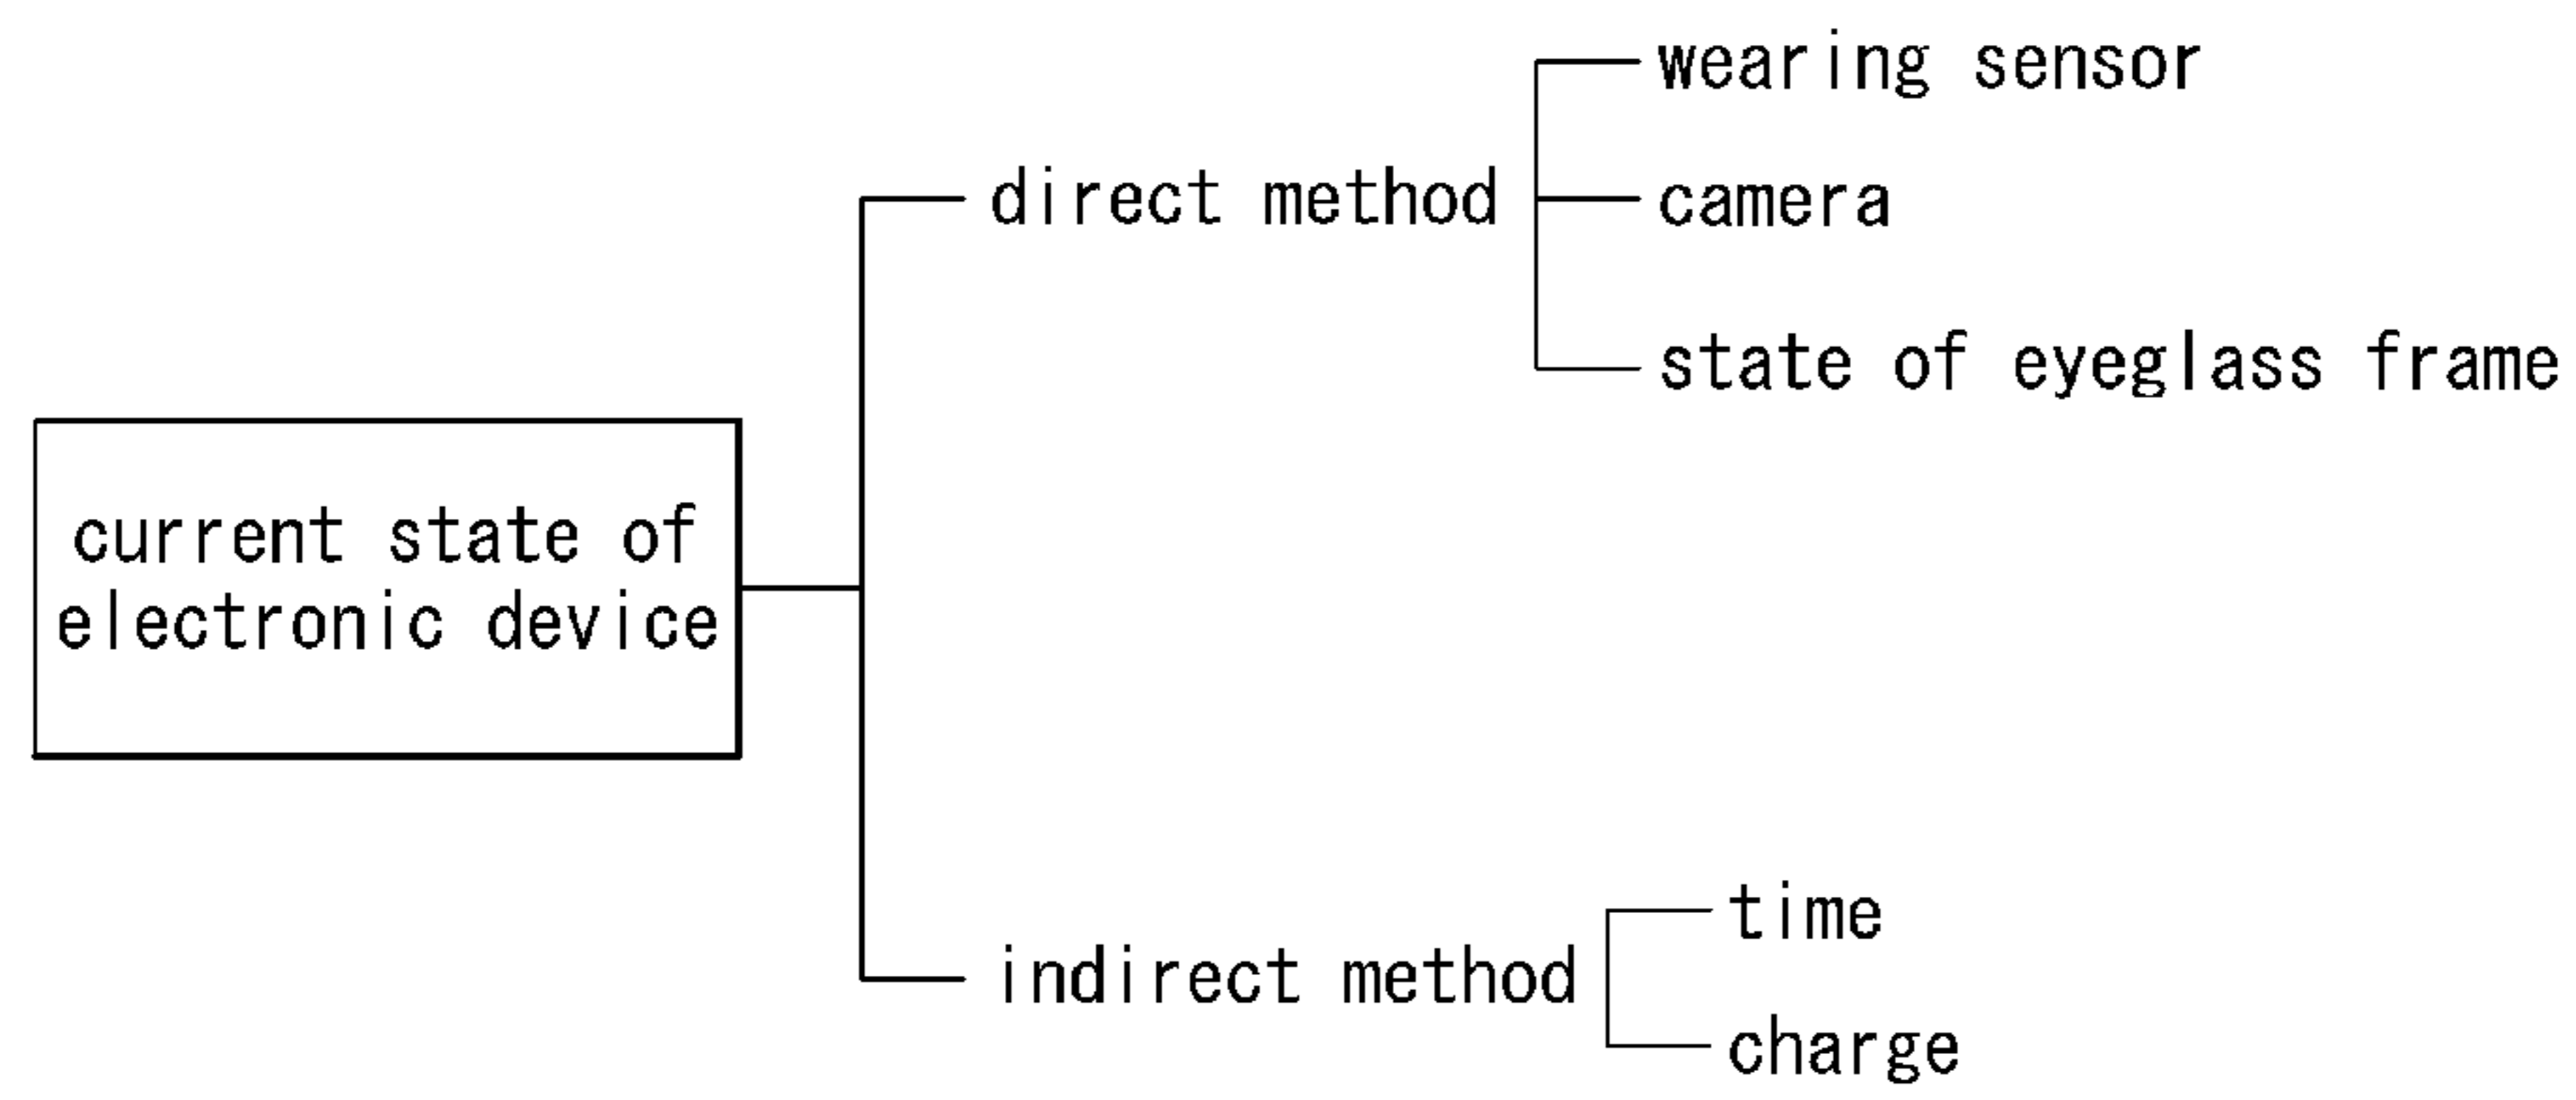 wearing sensor
direct method
camera
state of eyeglass frame
current state of
electronic device
indirect method
time
charge